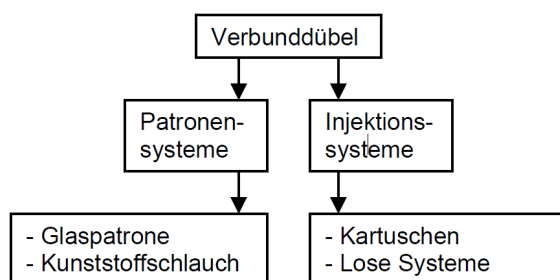 Verbunddübel
Patronen-
systeme
Injektions-
systeme
- Glaspatrone
- Kunststoffschlauch
- Kartuschen
- Lose Systeme